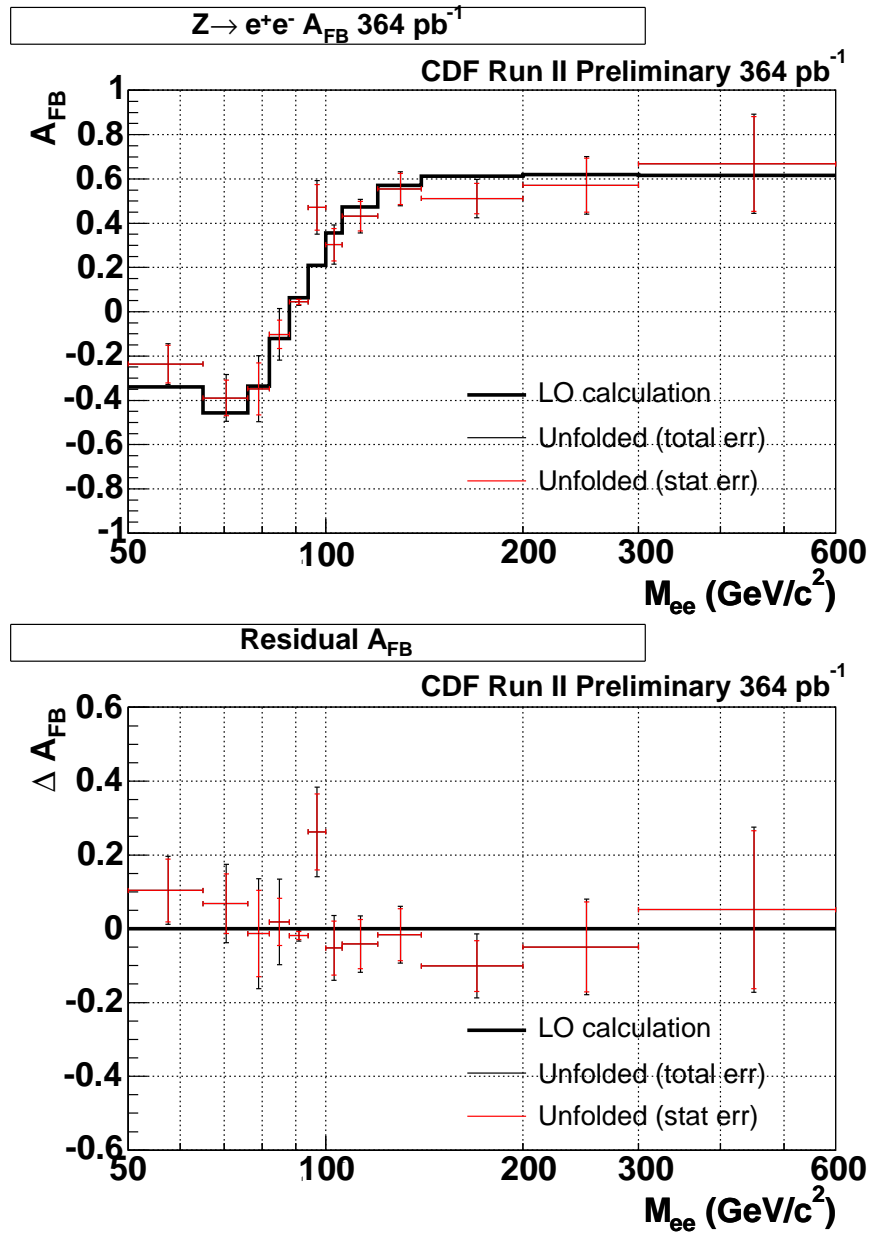 Z→ e⁺e⁻ A_FB 364 pb⁻¹
CDF Run II Preliminary 364 pb⁻¹
A_FB
1
0.8
0.6
0.4
0.2
0
-0.2
-0.4
-0.6
-0.8
-1
LO calculation
Unfolded (total err)
Unfolded (stat err)
50 100 200 300 600
M_ee (GeV/c²)
Residual A_FB
CDF Run II Preliminary 364 pb⁻¹
Δ A_FB
0.6
0.4
0.2
0
-0.2
-0.4
-0.6
LO calculation
Unfolded (total err)
Unfolded (stat err)
50 100 200 300 600
M_ee (GeV/c²)